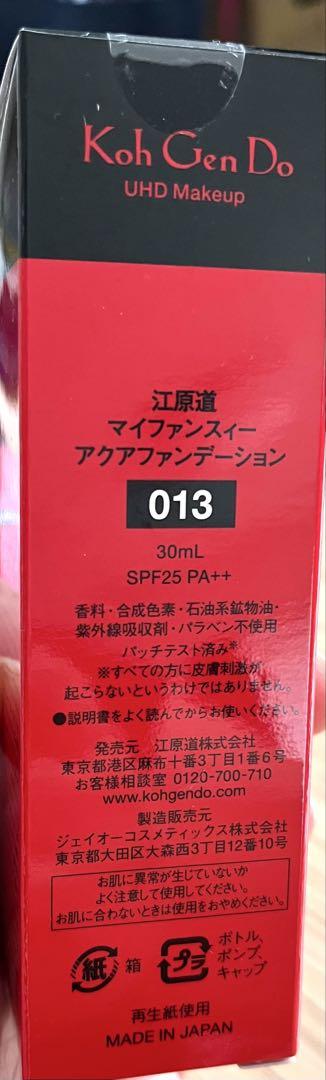 Koh Gen Do
UHD Makeup
江原道
マイファンスィー
アクアファンデーション
013
30mL
SPF25 PA++
香料・合成色素・石油系鉱物油・
紫外線吸収剤・パラベン不使用
パッチテスト済み※
※すべての方に皮膚刺激が
起こらないというわけではありません。
●説明書をよく読んでからお使いください。
発売元 江原道株式会社
東京都港区麻布十番3丁目1番6号
お客様相談室 0120-700-710
www.kohgendo.com
製造販売元
ジェイオーコスメティックス株式会社
東京都大田区大森西3丁目12番10号
お肌に異常が生じていないか
よく注意して使用してください。
お肌に合わないときは使用をおやめください。
紙 箱 プラ ボトル、
ポンプ、
キャップ
再生紙使用
MADE IN JAPAN